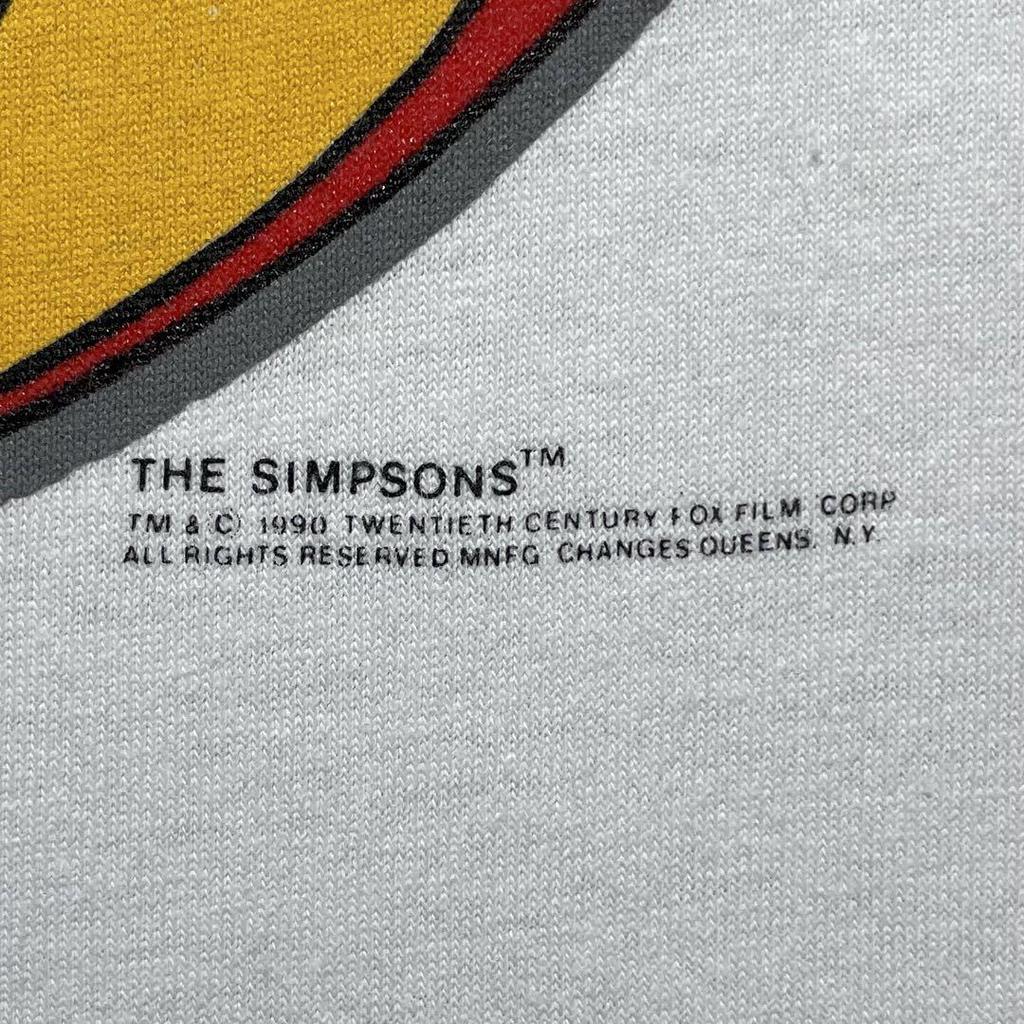 THE SIMPSONS™
TM & (C) 1990 TWENTIETH CENTURY FOX FILM CORP
ALL RIGHTS RESERVED MNFG CHANGES QUEENS, N.Y.